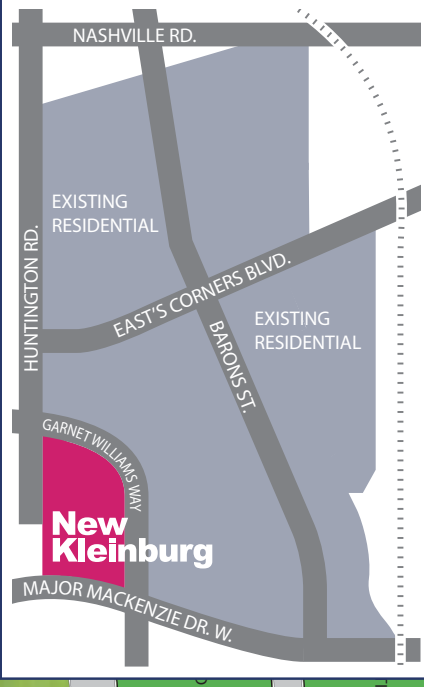 NASHVILLE RD.
EXISTING
RESIDENTIAL
HUNTINGTON RD.
EAST'S CORNERS BLVD.
EXISTING
RESIDENTIAL
BARONS ST.
GARNET WILLIAMS WAY
New
Kleinburg
MAJOR MACKENZIE DR. W.